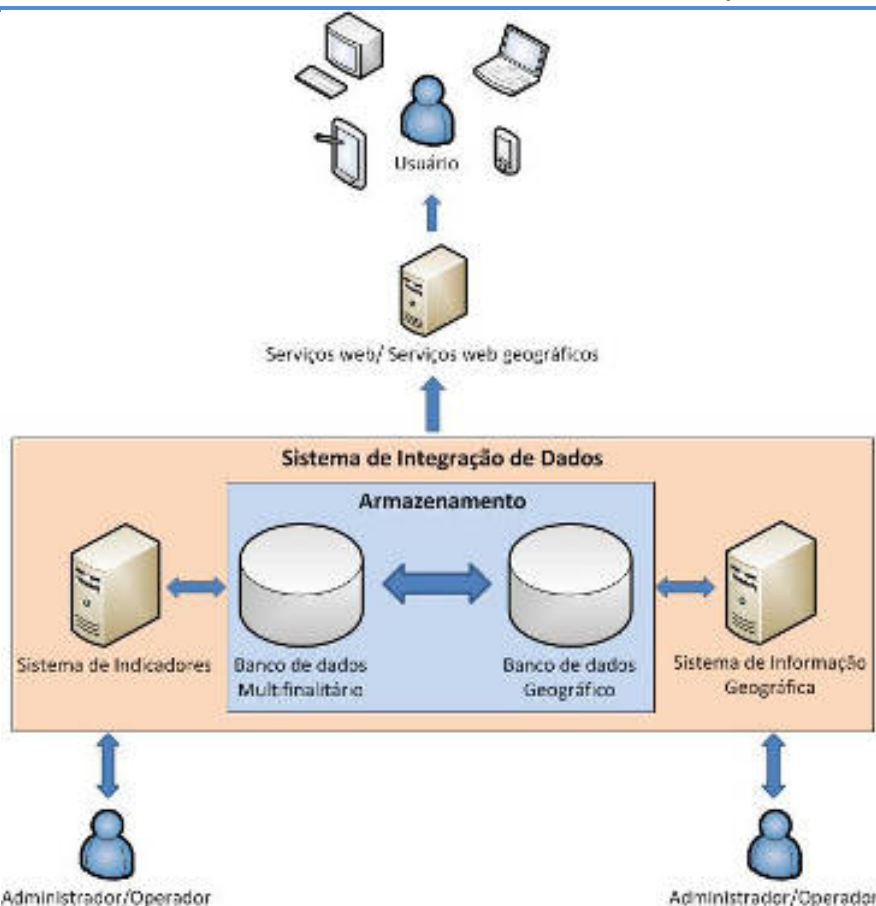 Usuário
Serviços web/ Serviços web geográficos
Sistema de Integração de Dados
Armazenamento
Sistema de Indicadores
Banco de dados
Multifinalitário
Banco de dados
Geográfico
Sistema de Informação
Geográfica
Administrador/Operador
Administrador/Operador